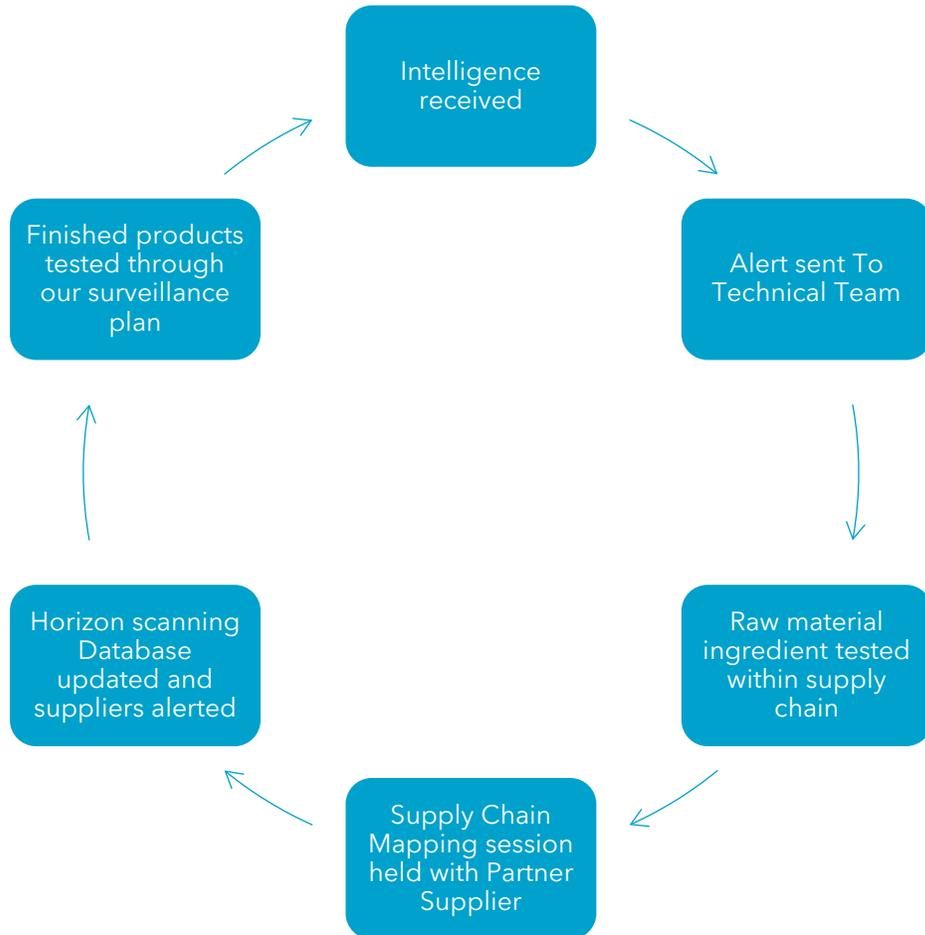 Intelligence
received
Alert sent To
Technical Team
Raw material
ingredient tested
within supply
chain
Supply Chain
Mapping session
held with Partner
Supplier
Horizon scanning
Database
updated and
suppliers alerted
Finished products
tested through
our surveillance
plan